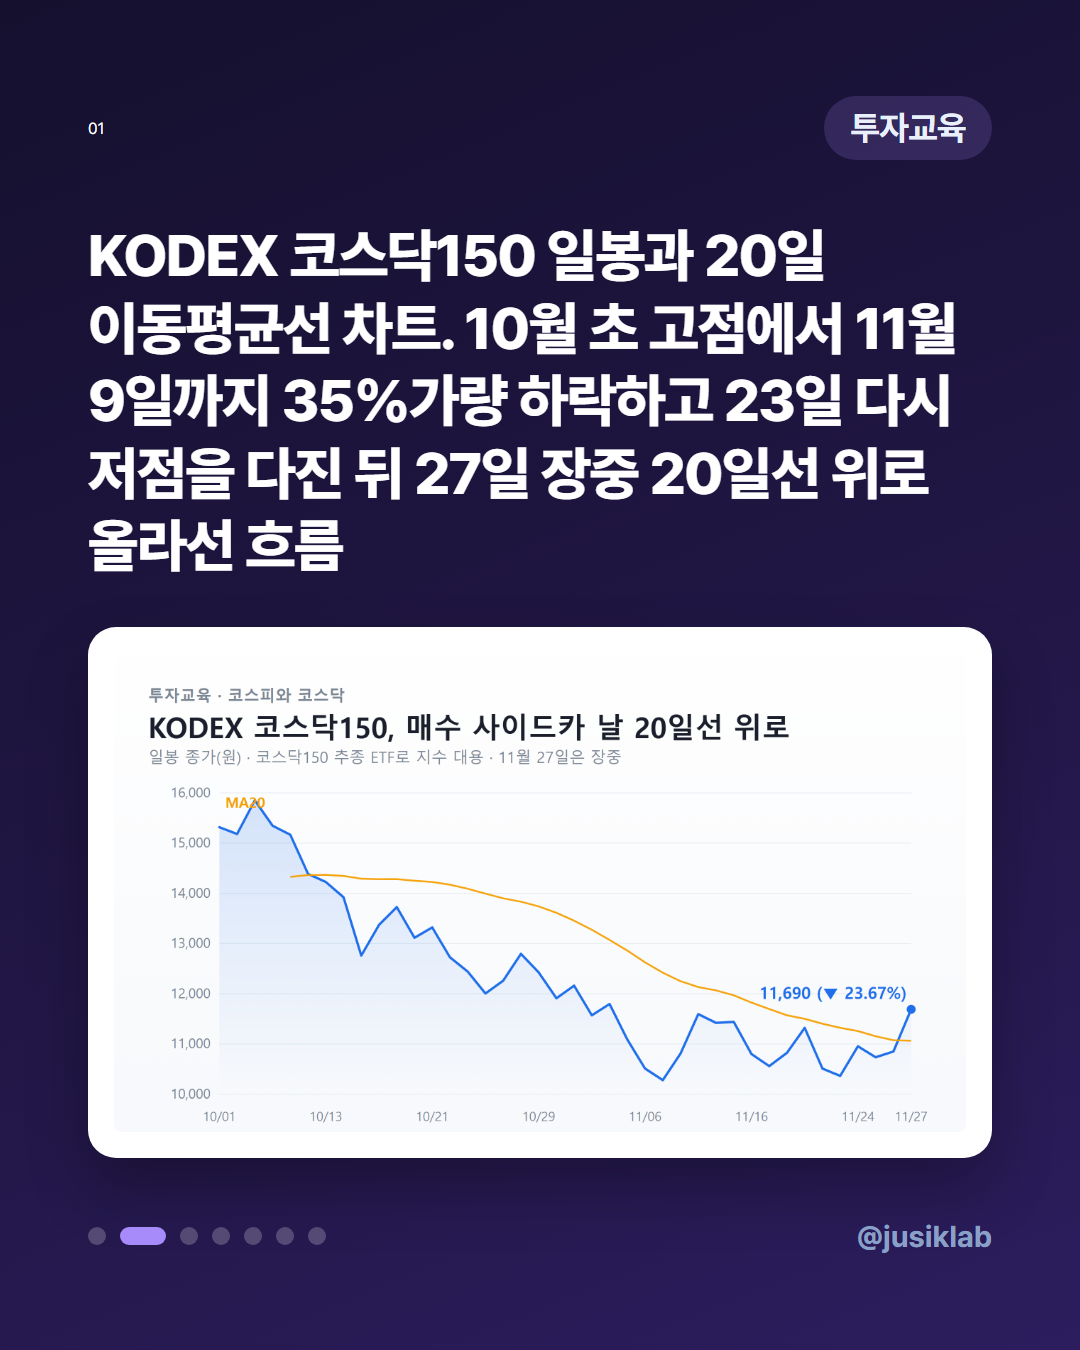 01
투자교육
KODEX 코스닥150 일봉과 20일
이동평균선 차트. 10월 초 고점에서 11월
9일까지 35%가량 하락하고 23일 다시
저점을 다진 뒤 27일 장중 20일선 위로
올라선 흐름
투자교육 · 코스피와 코스닥
KODEX 코스닥150, 매수 사이드카 날 20일선 위로
일봉 종가(원) · 코스닥150 추종 ETF로 지수 대용 · 11월 27일은 장중
16,000
MA20
15,000
14,000
13,000
12,000
11,690 (▼ 23.67%)
11,000
10,000
10/01 10/13 10/21 10/29 11/06 11/16 11/24 11/27
@jusiklab